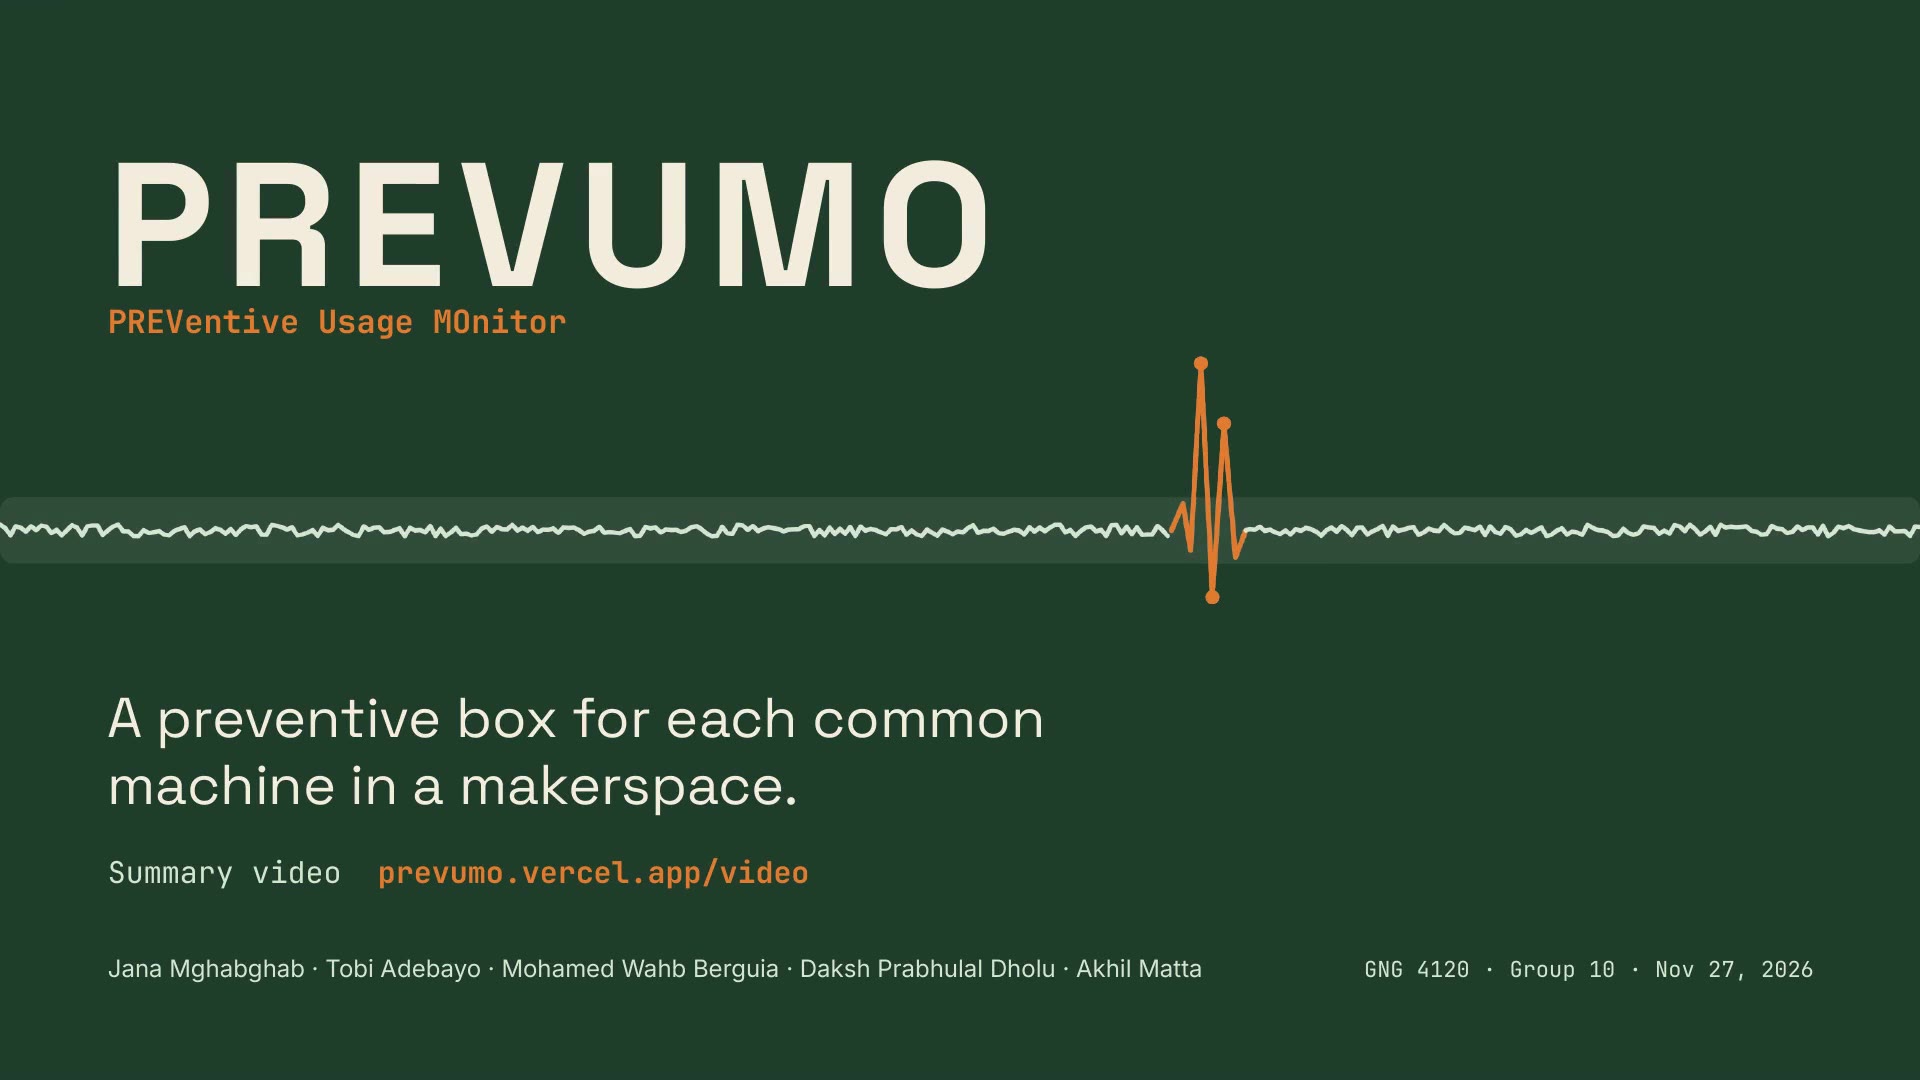 PREVUMO
PREVentive Usage MOnitor
A preventive box for each common
machine in a makerspace.
Summary video prevumo.vercel.app/video
Jana Mghabghab · Tobi Adebayo · Mohamed Wahb Berguia · Daksh Prabhulal Dholu · Akhil Matta
GNG 4120 · Group 10 · Nov 27, 2026